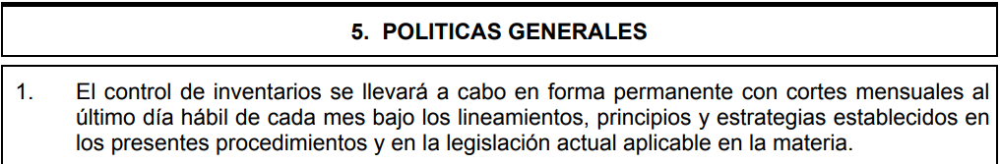 5. POLITICAS GENERALES
1. El control de inventarios se llevará a cabo en forma permanente con cortes mensuales al
último día hábil de cada mes bajo los lineamientos, principios y estrategias establecidos en
los presentes procedimientos y en la legislación actual aplicable en la materia.